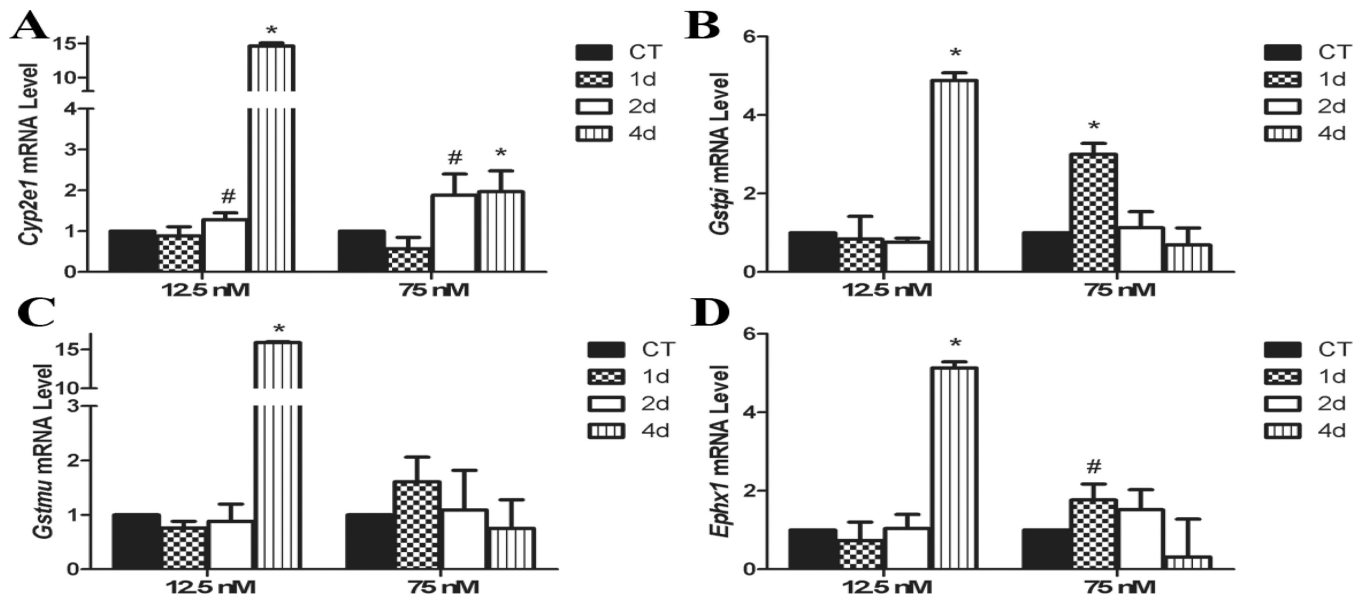 A
Cyp2e1 mRNA Level
15
10
4
3
2
1
0
#
*
#
*
12.5 nM
75 nM
CT
1d
2d
4d
B
Gstpi mRNA Level
6
4
2
0
*
*
12.5 nM
75 nM
CT
1d
2d
4d
C
Gstmu mRNA Level
15
10
3
2
1
0
*
12.5 nM
75 nM
CT
1d
2d
4d
D
Ephx1 mRNA Level
6
4
2
0
*
#
12.5 nM
75 nM
CT
1d
2d
4d